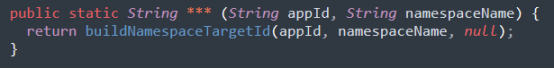 public static String *** (String appId, String namespaceName) {
  return buildNamespaceTargetId(appId, namespaceName, null);
}